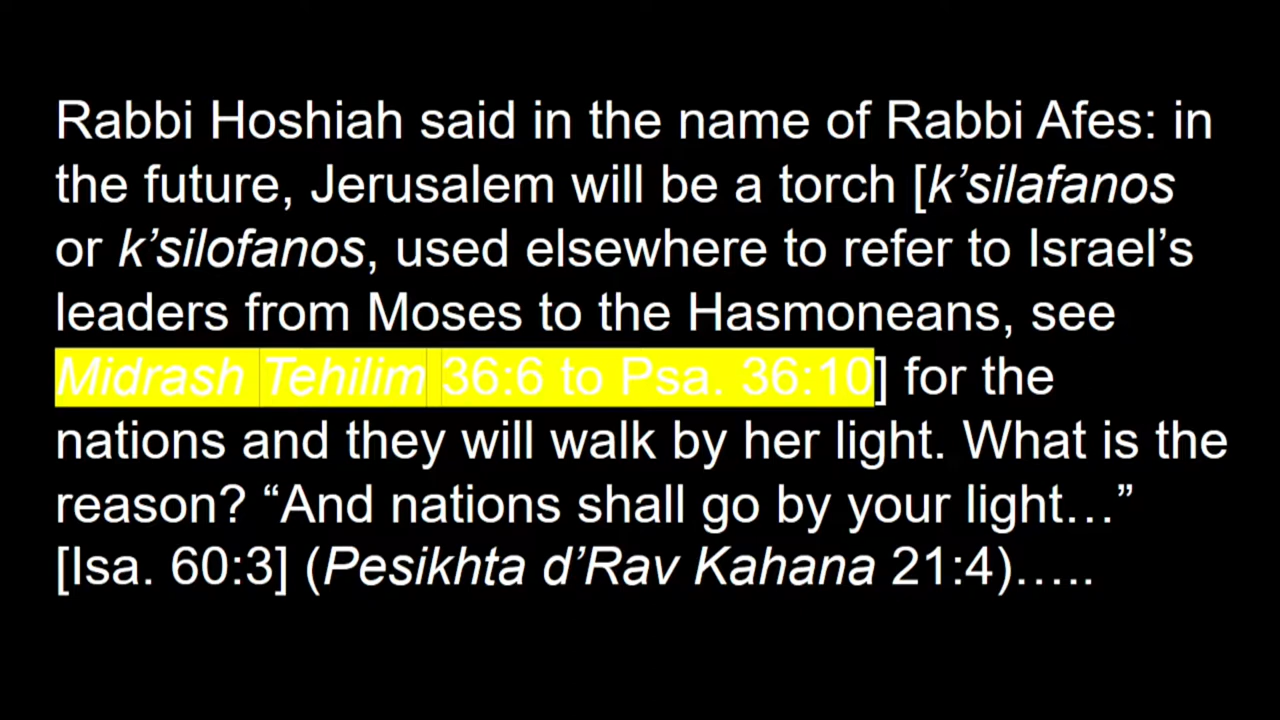 Rabbi Hoshiah said in the name of Rabbi Afes: in
the future, Jerusalem will be a torch [k’silafanos
or k’silofanos, used elsewhere to refer to Israel’s
leaders from Moses to the Hasmoneans, see
Midrash Tehilim 36:6 to Psa. 36:10] for the
nations and they will walk by her light. What is the
reason? “And nations shall go by your light…”
[Isa. 60:3] (Pesikhta d’Rav Kahana 21:4)…..